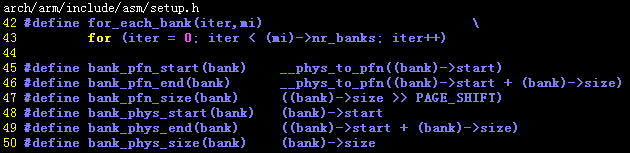 arch/arm/include/asm/setup.h
42 #define for_each_bank(iter,mi) \
43 for (iter = 0; iter < (mi)->nr_banks; iter++)
45 #define bank_pfn_start(bank) __phys_to_pfn((bank)->start)
46 #define bank_pfn_end(bank) __phys_to_pfn((bank)->start + (bank)->size)
47 #define bank_pfn_size(bank) ((bank)->size >> PAGE_SHIFT)
48 #define bank_phys_start(bank) (bank)->start
49 #define bank_phys_end(bank) ((bank)->start + (bank)->size)
50 #define bank_phys_size(bank) (bank)->size